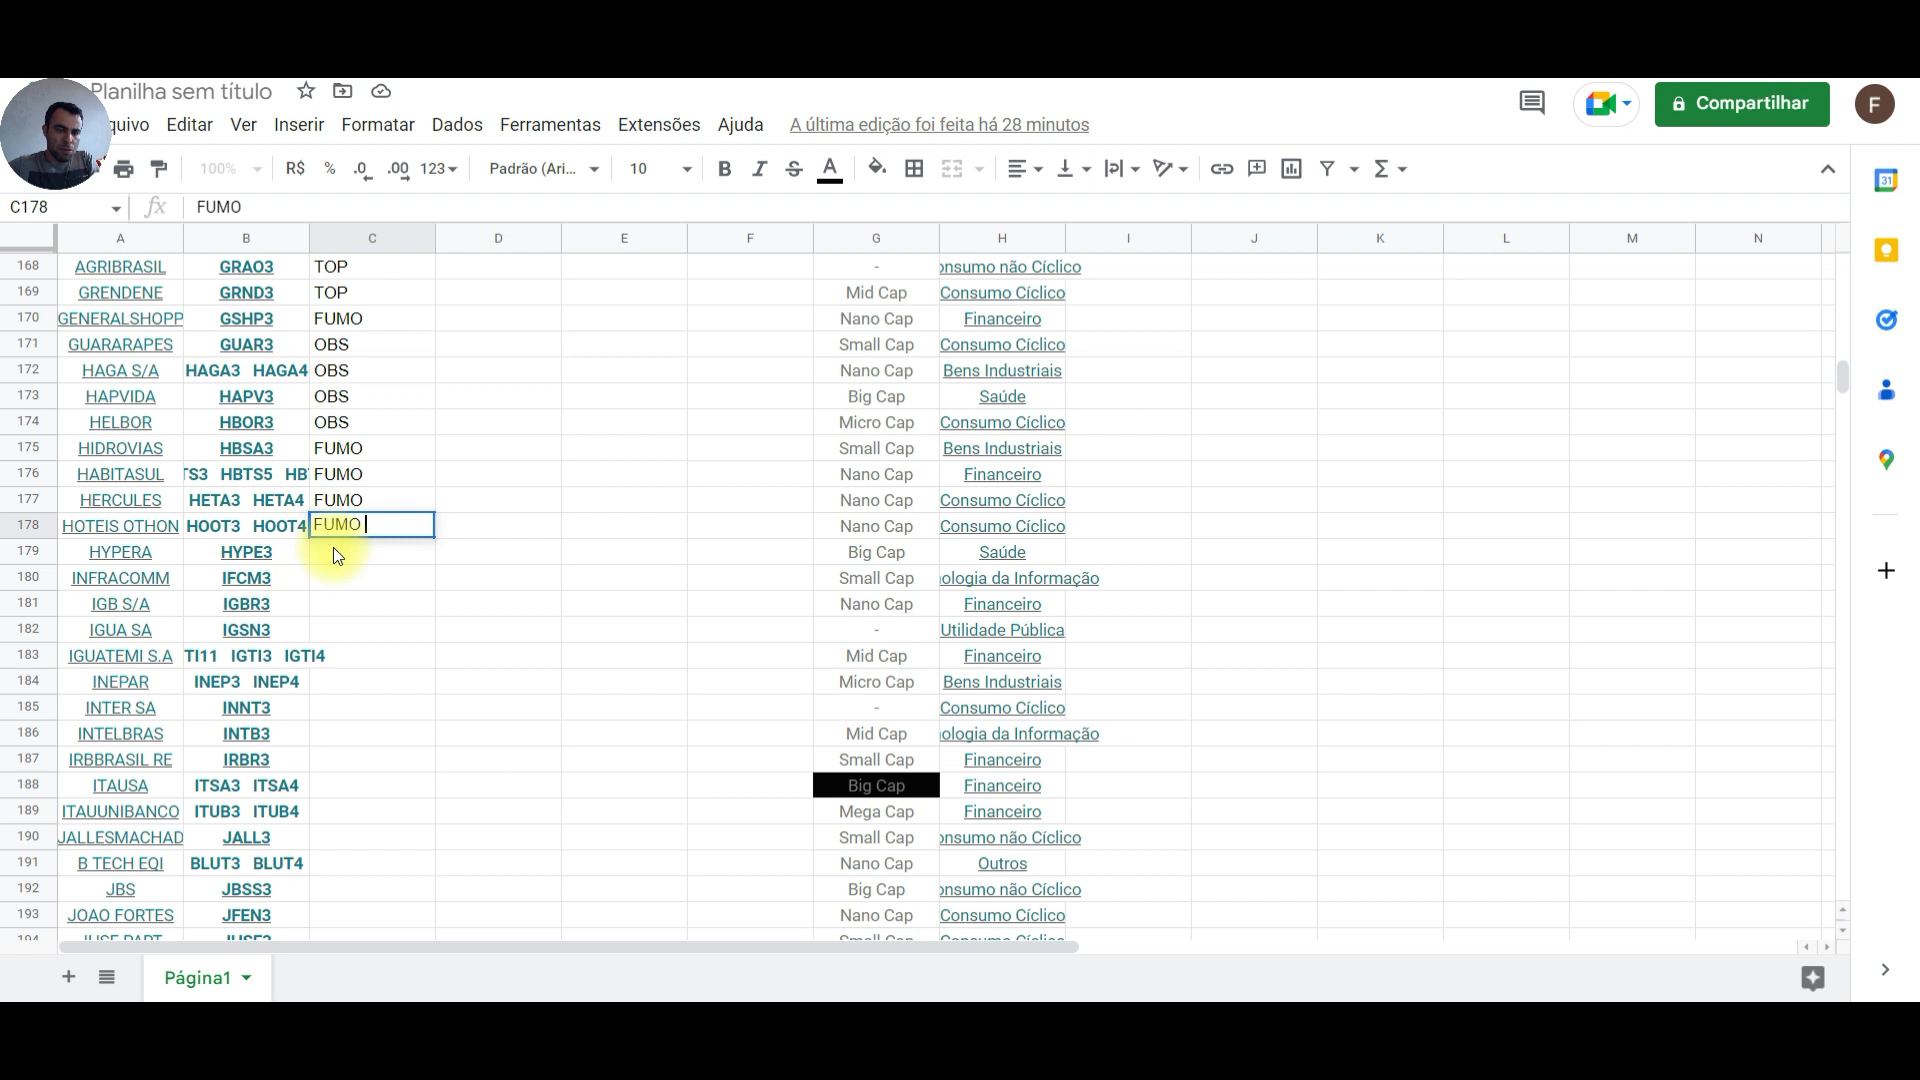 Planilha sem título
quivo Editar Ver Inserir Formatar Dados Ferramentas Extensões Ajuda A última edição foi feita há 28 minutos
Compartilhar F
100% R$ % .0 .00 123 Padrão (Ari... 10 B I S A Σ 31
C178 fx FUMO
A B C D E F G H I J K L M N
168 AGRIBRASIL GRAO3 TOP - onsumo não Cíclico
169 GRENDENE GRND3 TOP Mid Cap Consumo Cíclico
170 GENERALSHOPP GSHP3 FUMO Nano Cap Financeiro
171 GUARARAPES GUAR3 OBS Small Cap Consumo Cíclico
172 HAGA S/A HAGA3 HAGA4 OBS Nano Cap Bens Industriais
173 HAPVIDA HAPV3 OBS Big Cap Saúde
174 HELBOR HBOR3 OBS Micro Cap Consumo Cíclico
175 HIDROVIAS HBSA3 FUMO Small Cap Bens Industriais
176 HABITASUL TS3 HBTS5 HB FUMO Nano Cap Financeiro
177 HERCULES HETA3 HETA4 FUMO Nano Cap Consumo Cíclico
178 HOTEIS OTHON HOOT3 HOOT4 FUMO Nano Cap Consumo Cíclico
179 HYPERA HYPE3 Big Cap Saúde
180 INFRACOMM IFCM3 Small Cap ologia da Informação
181 IGB S/A IGBR3 Nano Cap Financeiro
182 IGUA SA IGSN3 - Utilidade Pública
183 IGUATEMI S.A TI11 IGTI3 IGTI4 Mid Cap Financeiro
184 INEPAR INEP3 INEP4 Micro Cap Bens Industriais
185 INTER SA INNT3 - Consumo Cíclico
186 INTELBRAS INTB3 Mid Cap ologia da Informação
187 IRBBRASIL RE IRBR3 Small Cap Financeiro
188 ITAUSA ITSA3 ITSA4 Big Cap Financeiro
189 ITAUUNIBANCO ITUB3 ITUB4 Mega Cap Financeiro
190 JALLESMACHAD JALL3 Small Cap onsumo não Cíclico
191 B TECH EQI BLUT3 BLUT4 Nano Cap Outros
192 JBS JBSS3 Big Cap onsumo não Cíclico
193 JOAO FORTES JFEN3 Nano Cap Consumo Cíclico
Página1